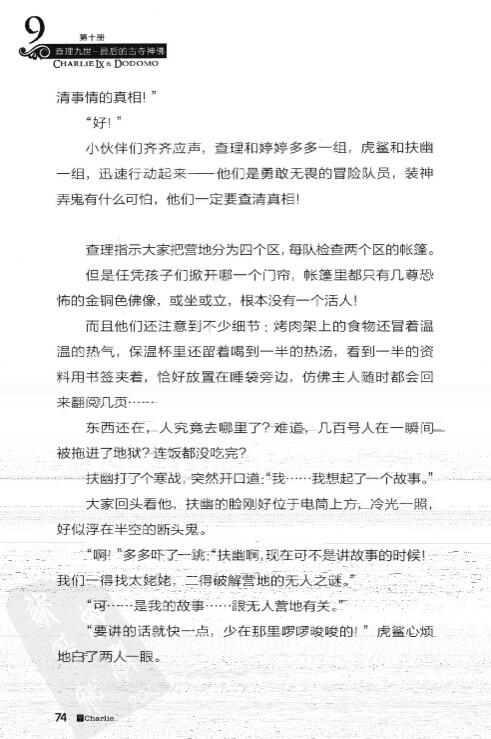 9
第十册
查理九世-最后的古寺神佛
CHARLIE IX & DODOMO
清事情的真相！”
“好！”
小伙伴们齐齐应声，查理和婷婷多多一组，虎鲨和扶幽
一组，迅速行动起来——他们是勇敢无畏的冒险队员，装神
弄鬼有什么可怕，他们一定要查清真相！
查理指示大家把营地分为四个区，每队检查两个区的帐篷。
但是任凭孩子们掀开哪一个门帘，帐篷里都只有几尊恐
怖的金铜色佛像，或坐或立，根本没有一个活人！
而且他们还注意到不少细节：烤肉架上的食物还冒着温
温的热气，保温杯里还留着喝到一半的热汤，看到一半的资
料用书签夹着，恰好放置在睡袋旁边，仿佛主人随时都会回
来翻阅几页……
东西还在，人究竟去哪里了？难道，几百号人在一瞬间
被拖进了地狱？连饭都没吃完？
扶幽打了个寒战，突然开口道：“我……我想起了一个故事。”
大家回头看他，扶幽的脸刚好位于电筒上方，冷光一照，
好似浮在半空的断头鬼。
“啊！”多多吓了一跳：“扶幽啊，现在可不是讲故事的时候！
我们一得找太姥姥，二得破解营地的无人之谜。”
“可……是我的故事……跟无人营地有关。”
“要讲的话就快一点，少在那里啰啰唆唆的！”虎鲨心烦
地白了两人一眼。
74 Charlie